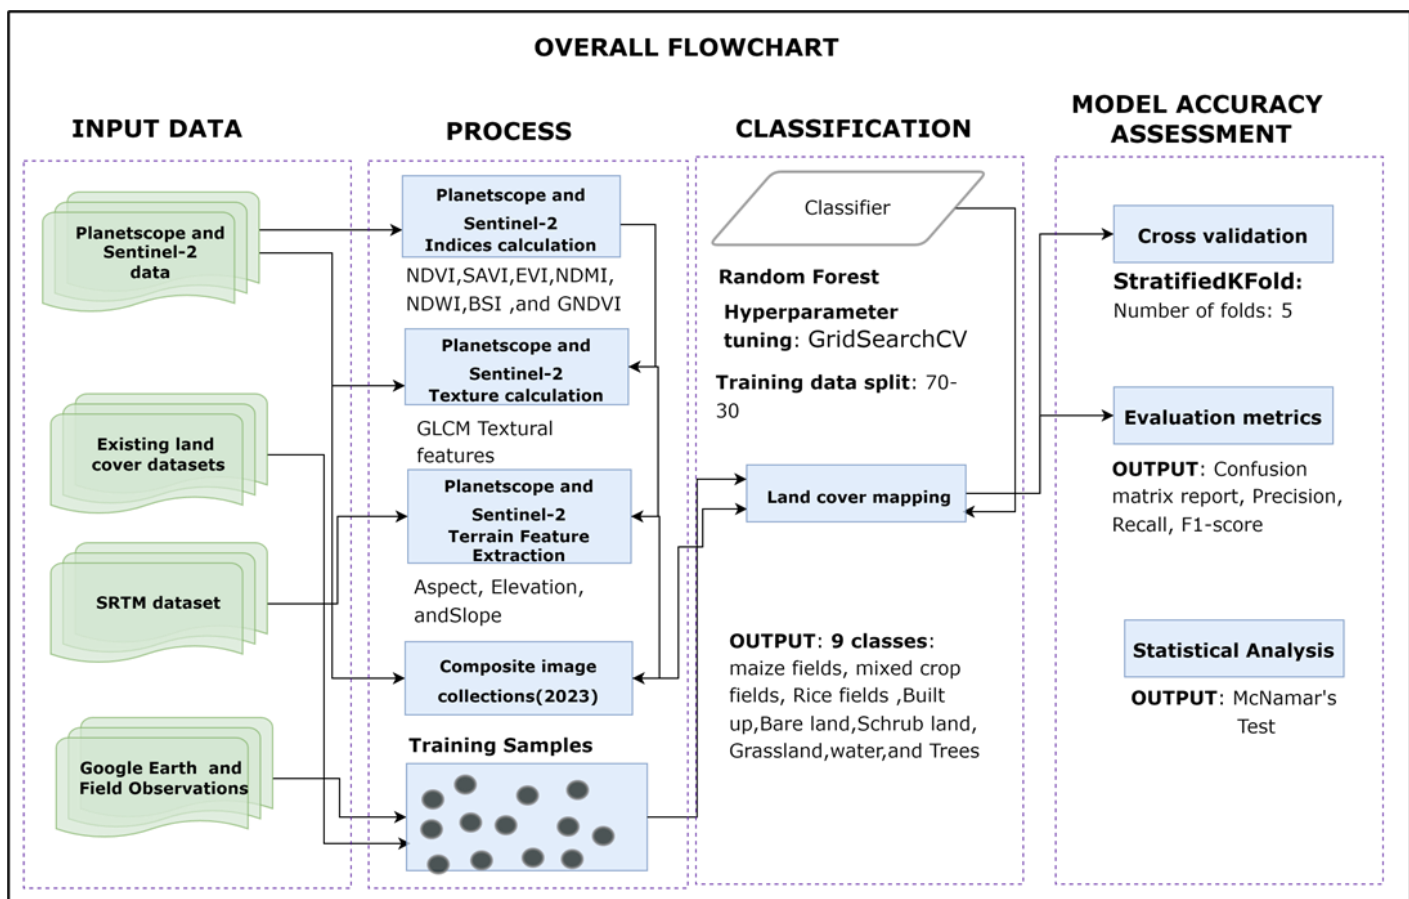 OVERALL FLOWCHART
INPUT DATA
Planetscope and
Sentinel-2
data
Existing land
cover datasets
SRTM dataset
Google Earth and
Field Observations
PROCESS
Planetscope and
Sentinel-2
Indices calculation
NDVI,SAVI,EVI,NDMI,
NDWI,BSI ,and GNDVI
Planetscope and
Sentinel-2
Texture calculation
GLCM Textural
features
Planetscope and
Sentinel-2
Terrain Feature
Extraction
Aspect, Elevation,
andSlope
Composite image
collections(2023)
Training Samples
CLASSIFICATION
Classifier
Random Forest
Hyperparameter
tuning: GridSearchCV
Training data split: 70-
30
Land cover mapping
OUTPUT: 9 classes:
maize fields, mixed crop
fields, Rice fields ,Built
up,Bare land,Schrub land,
Grassland,water,and Trees
MODEL ACCURACY
ASSESSMENT
Cross validation
StratifiedKFold:
Number of folds: 5
Evaluation metrics
OUTPUT: Confusion
matrix report, Precision,
Recall, F1-score
Statistical Analysis
OUTPUT: McNamar's
Test